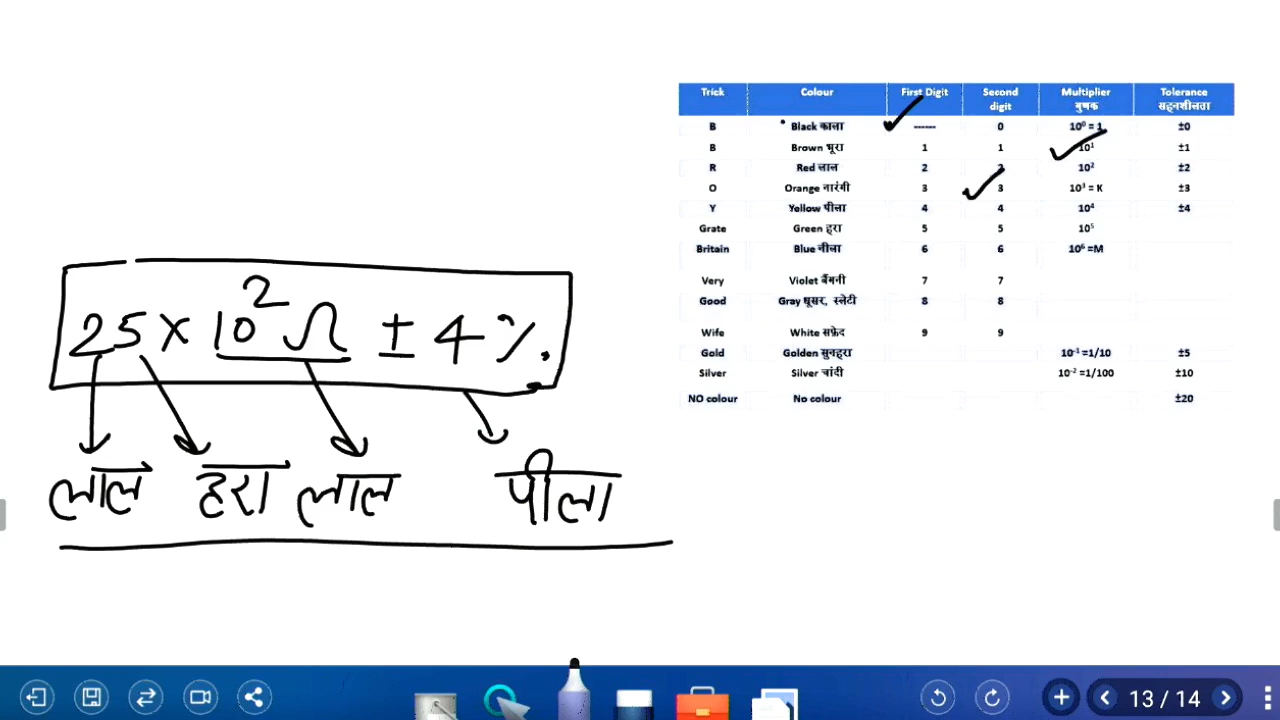 Trick Colour First Digit Second digit Multiplier गुणक Tolerance सहनशीलता
B Black काला ------ 0 10⁰ = 1 ±0
B Brown भूरा 1 1 10¹ ±1
R Red लाल 2 2 10² ±2
O Orange नारंगी 3 3 10³ = K ±3
Y Yellow पीला 4 4 10⁴ ±4
Grate Green हरा 5 5 10⁵
Britain Blue नीला 6 6 10⁶ =M
Very Violet बैंगनी 7 7
Good Gray धूसर, स्लेटी 8 8
Wife White सफ़ेद 9 9
Gold Golden सुनहरा 10⁻¹ =1/10 ±5
Silver Silver चांदी 10⁻² =1/100 ±10
NO colour No colour ±20
25 × 10² Ω ± 4 %.
लाल हरा लाल पीला
13 / 14